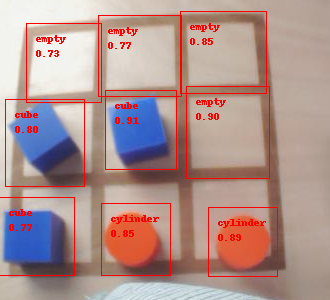 empty
0.73
empty
0.77
empty
0.85
cube
0.80
cube
0.91
empty
0.90
cube
0.77
cylinder
0.85
cylinder
0.89